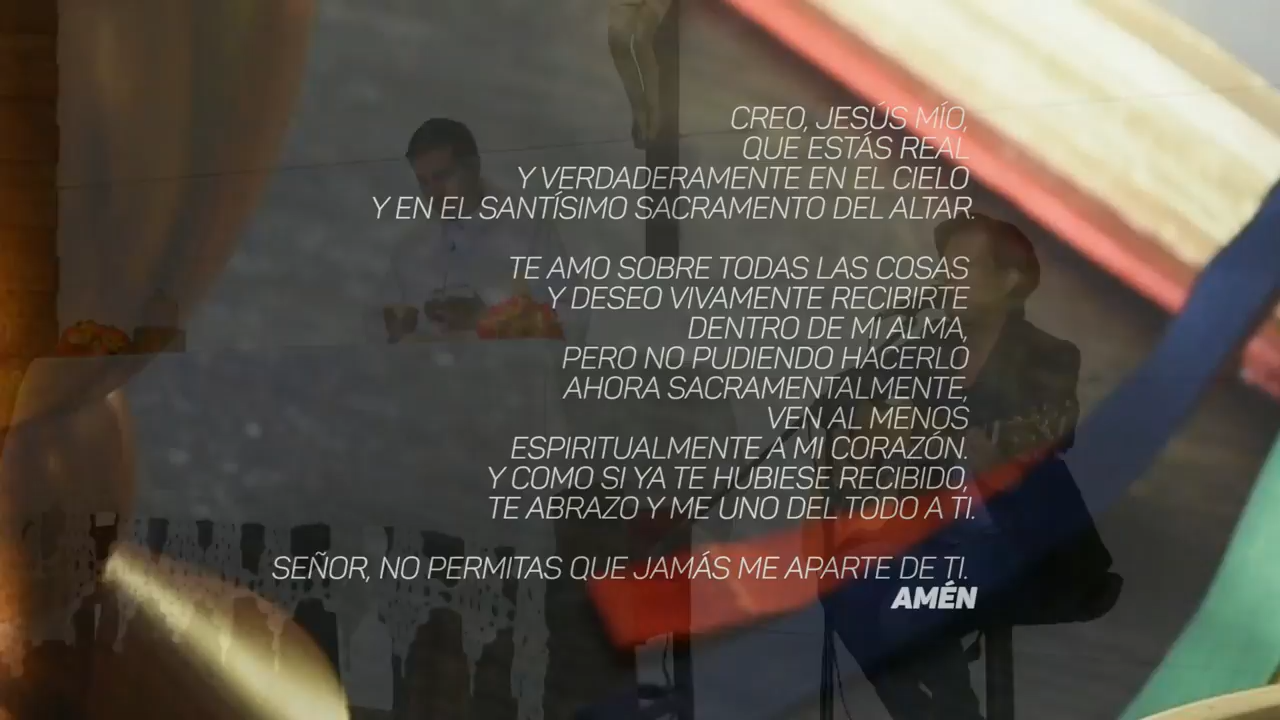 CREO, JESÚS MÍO,
QUE ESTÁS REAL
Y VERDADERAMENTE EN EL CIELO
Y EN EL SANTÍSIMO SACRAMENTO DEL ALTAR.
TE AMO SOBRE TODAS LAS COSAS
Y DESEO VIVAMENTE RECIBIRTE
DENTRO DE MI ALMA,
PERO NO PUDIENDO HACERLO
AHORA SACRAMENTALMENTE,
VEN AL MENOS
ESPIRITUALMENTE A MI CORAZÓN.
Y COMO SI YA TE HUBIESE RECIBIDO,
TE ABRAZO Y ME UNO DEL TODO A TI.
SEÑOR, NO PERMITAS QUE JAMÁS ME APARTE DE TI.
AMÉN